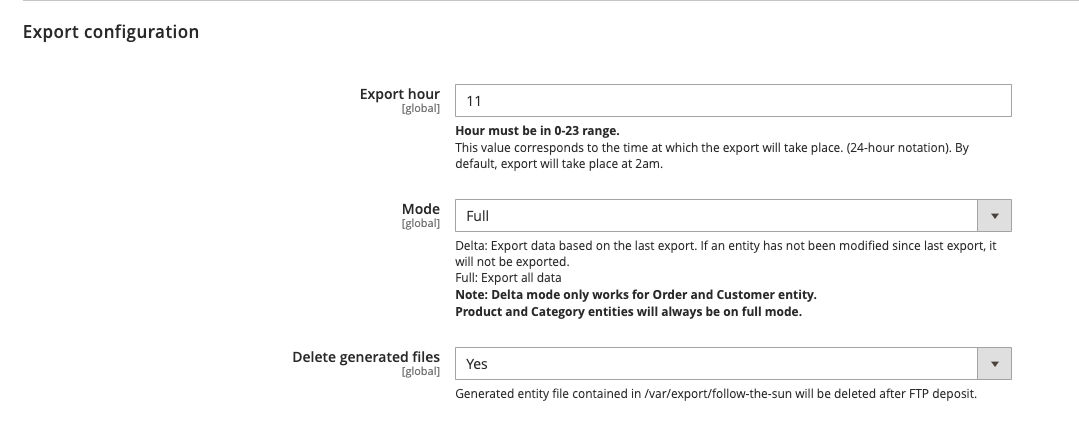 Export configuration
Export hour
[global]
11
Hour must be in 0-23 range.
This value corresponds to the time at which the export will take place. (24-hour notation). By
default, export will take place at 2am.
Mode
[global]
Full
Delta: Export data based on the last export. If an entity has not been modified since last export, it
will not be exported.
Full: Export all data
Note: Delta mode only works for Order and Customer entity.
Product and Category entities will always be on full mode.
Delete generated files
[global]
Yes
Generated entity file contained in /var/export/follow-the-sun will be deleted after FTP deposit.